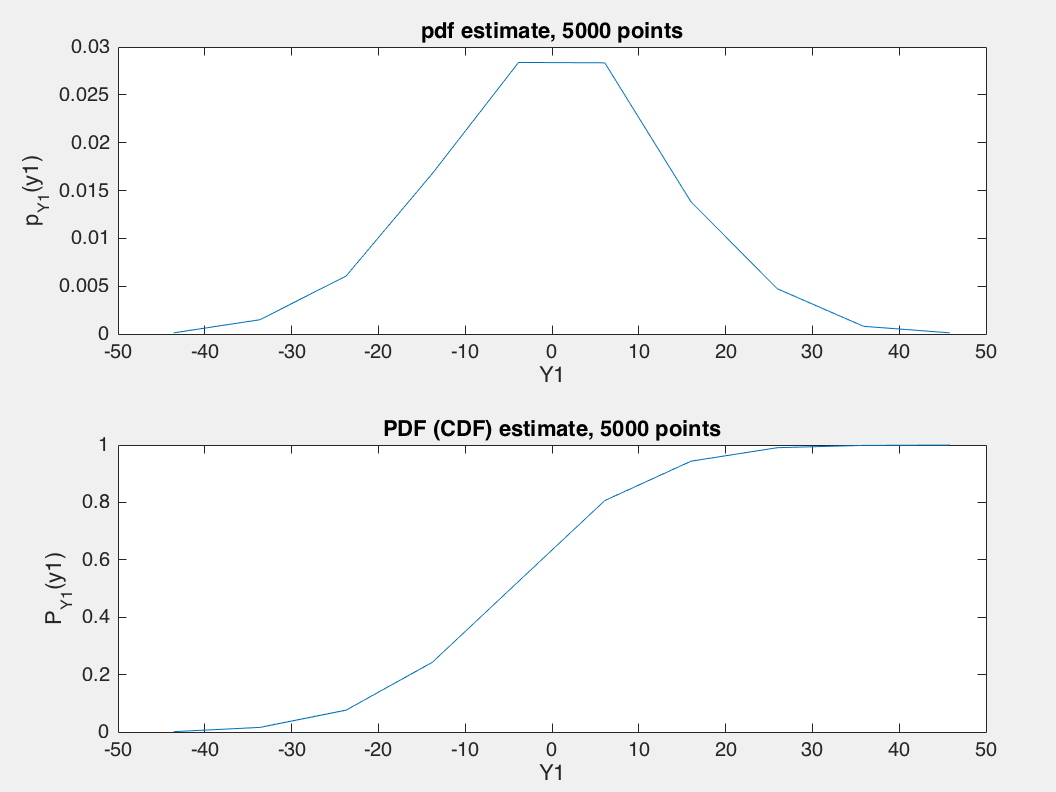 pdf estimate, 5000 points
0.03
0.025
0.02
0.015
0.01
0.005
0
p_Y1(y1)
-50 -40 -30 -20 -10 0 10 20 30 40 50
Y1
PDF (CDF) estimate, 5000 points
1
0.8
0.6
0.4
0.2
0
P_Y1(y1)
-50 -40 -30 -20 -10 0 10 20 30 40 50
Y1